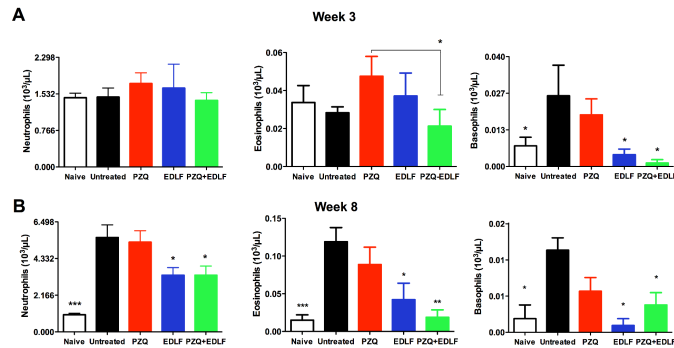 A
Week 3
Neutrophils (10³/μL)
2.298
1.532
0.766
0.000
Naive Untreated PZQ EDLF PZQ+EDLF
Eosinophils (10³/μL)
0.06
0.04
0.02
0.00
*
Naive Untreated PZQ EDLF PZQ-EDLF
Basophils (10³/μL)
0.040
0.027
0.013
0.000
* * *
Naive Untreated PZQ EDLF PZQ+EDLF
B
Week 8
Neutrophils (10³/μL)
6.498
4.332
2.166
0.000
*** * *
Naive Untreated PZQ EDLF PZQ+EDLF
Eosinophils (10³/μL)
0.15
0.10
0.05
0.00
*** * **
Naive Untreated PZQ EDLF PZQ+EDLF
Basophils (10³/μL)
0.02
0.01
0.01
0.00
* * *
Naive Untreated PZQ EDLF PZQ+EDLF